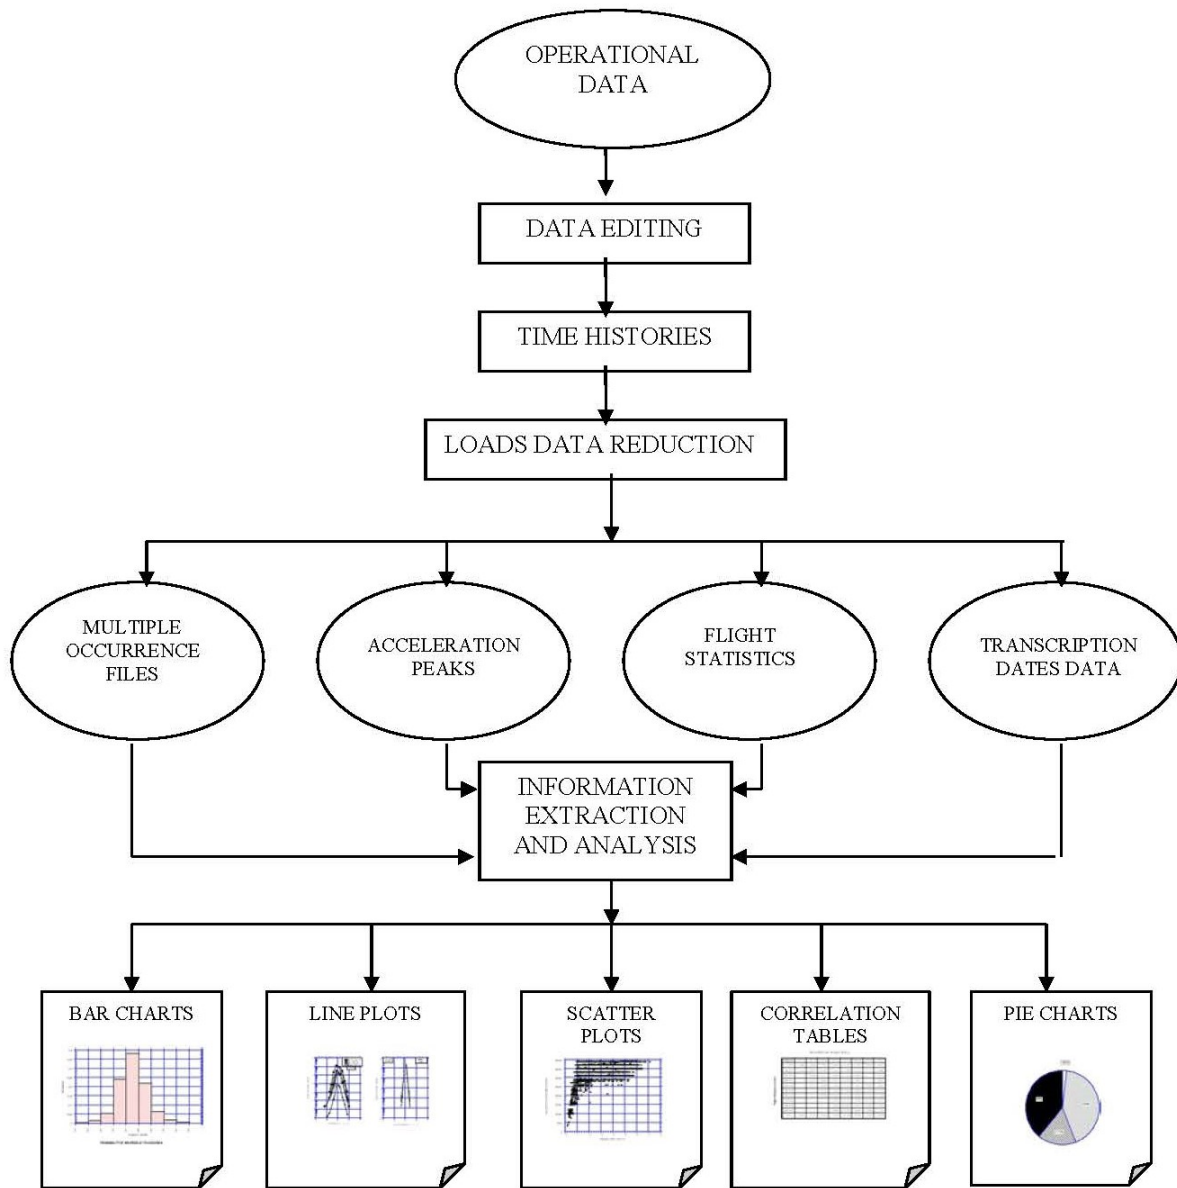 OPERATIONAL
DATA
DATA EDITING
TIME HISTORIES
LOADS DATA REDUCTION
MULTIPLE
OCCURRENCE
FILES
ACCELERATION
PEAKS
FLIGHT
STATISTICS
TRANSCRIPTION
DATES DATA
INFORMATION
EXTRACTION
AND ANALYSIS
BAR CHARTS
LINE PLOTS
SCATTER
PLOTS
CORRELATION
TABLES
PIE CHARTS